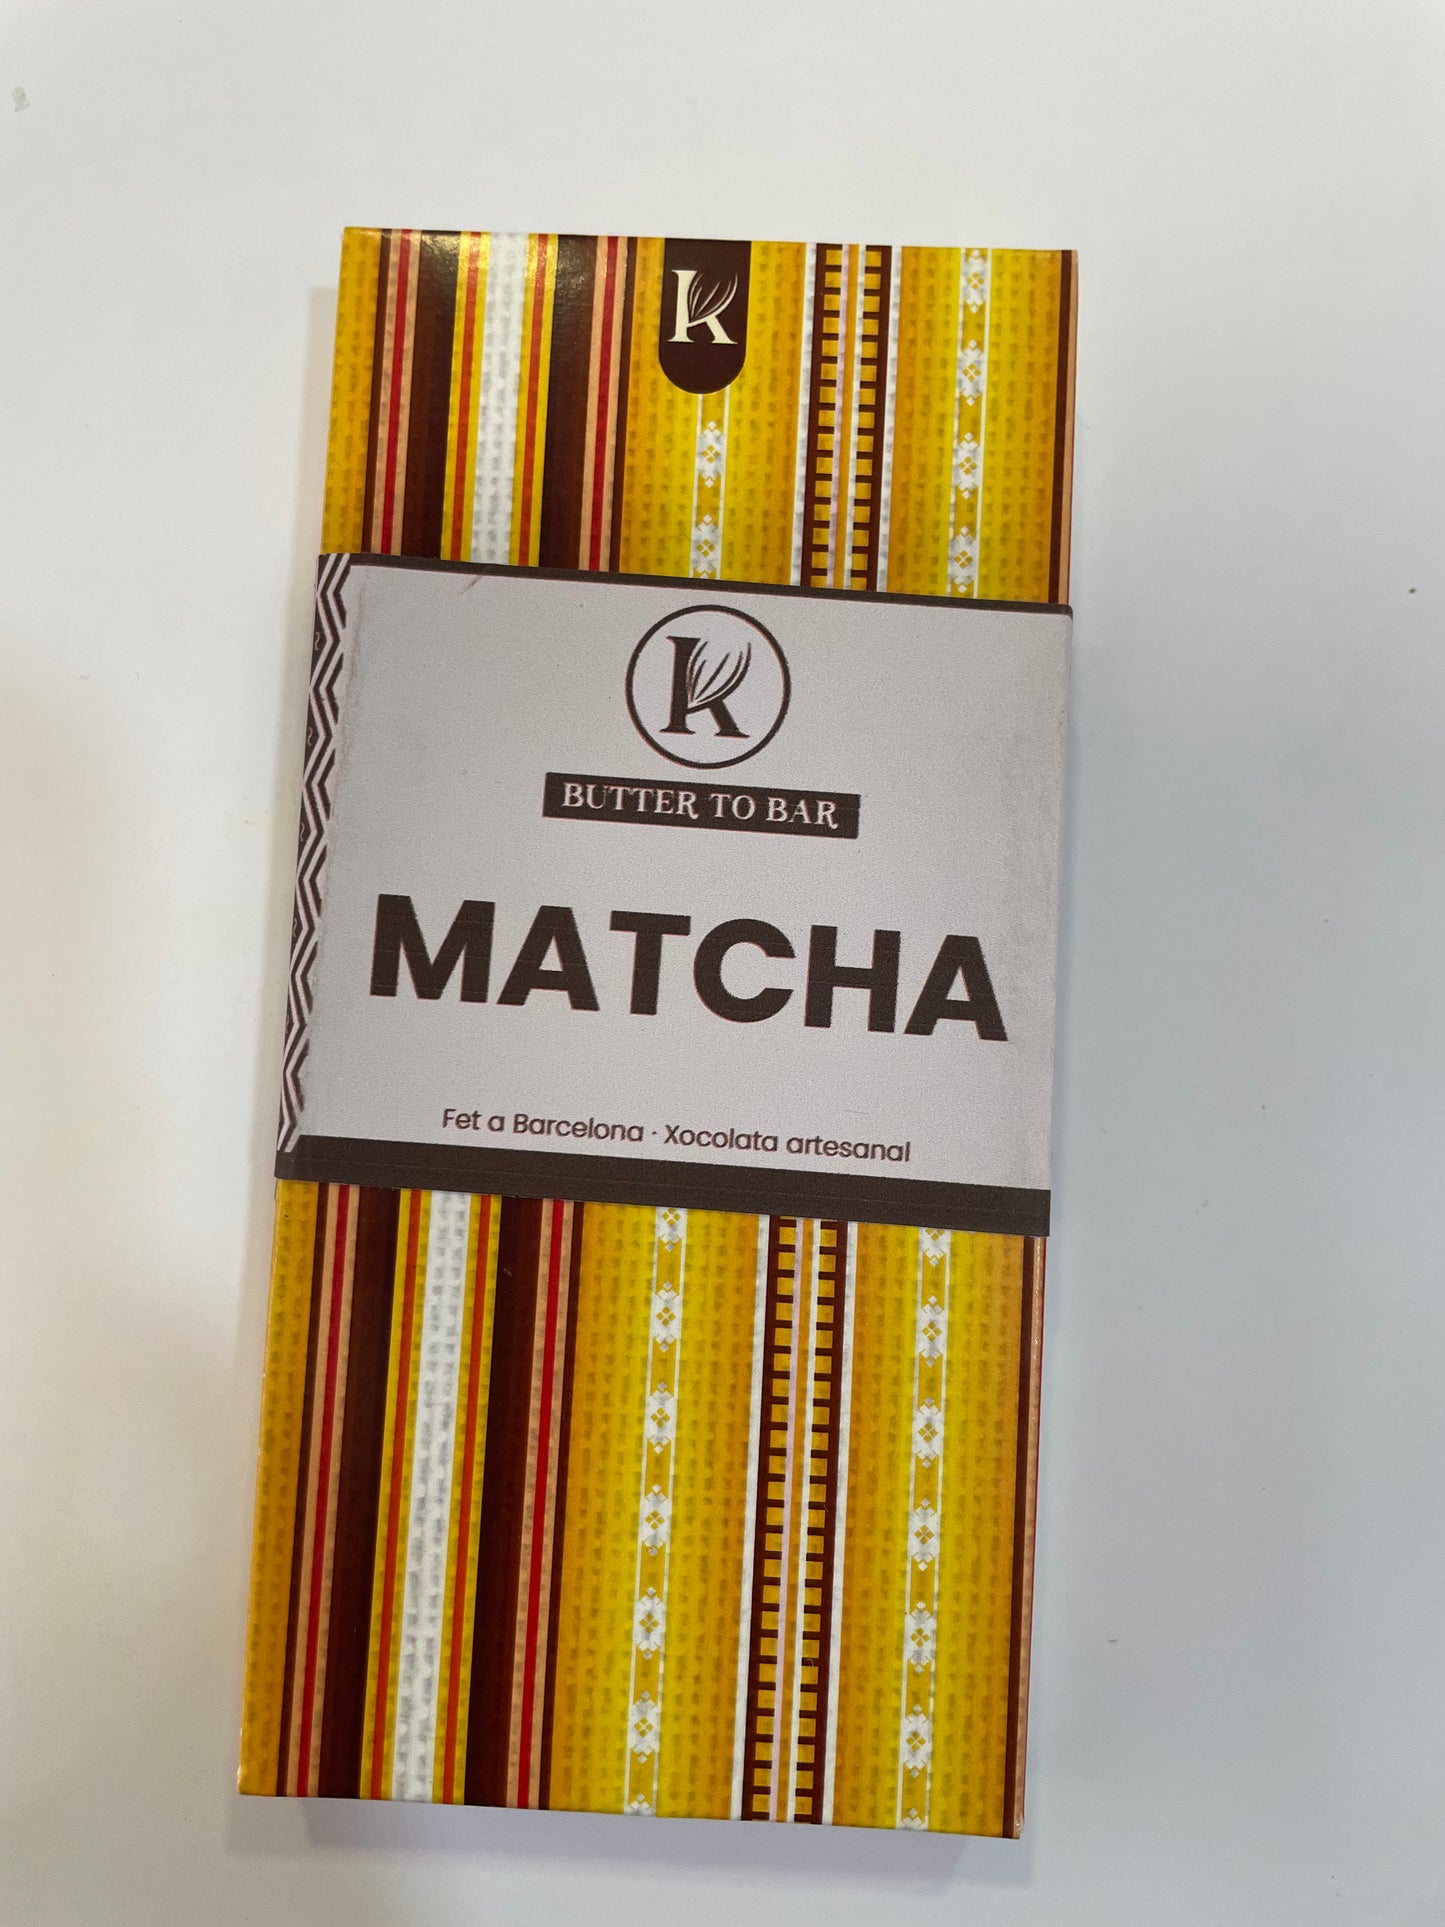 K
K
BUTTER TO BAR
MATCHA
Fet a Barcelona · Xocolata artesanal